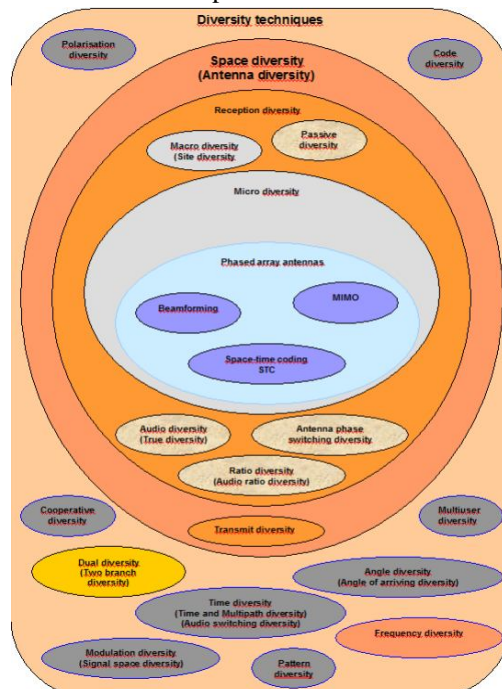 Diversity techniques
Polarisation
diversity
Code
diversity
Space diversity
(Antenna diversity)
Reception diversity
Macro diversity
(Site diversity
Passive
diversity
Micro diversity
Phased array antennas
Beamforming
MIMO
Space-time coding
STC
Audio diversity
(True diversity)
Antenna phase
switching diversity
Ratio diversity
(Audio ratio diversity)
Cooperative
diversity
Transmit diversity
Multiuser
diversity
Dual diversity
(Two branch
diversity)
Angle diversity
(Angle of arriving diversity)
Time diversity
(Time and Multipath diversity)
(Audio switching diversity)
Frequency diversity
Modulation diversity
(Signal space diversity)
Pattern
diversity